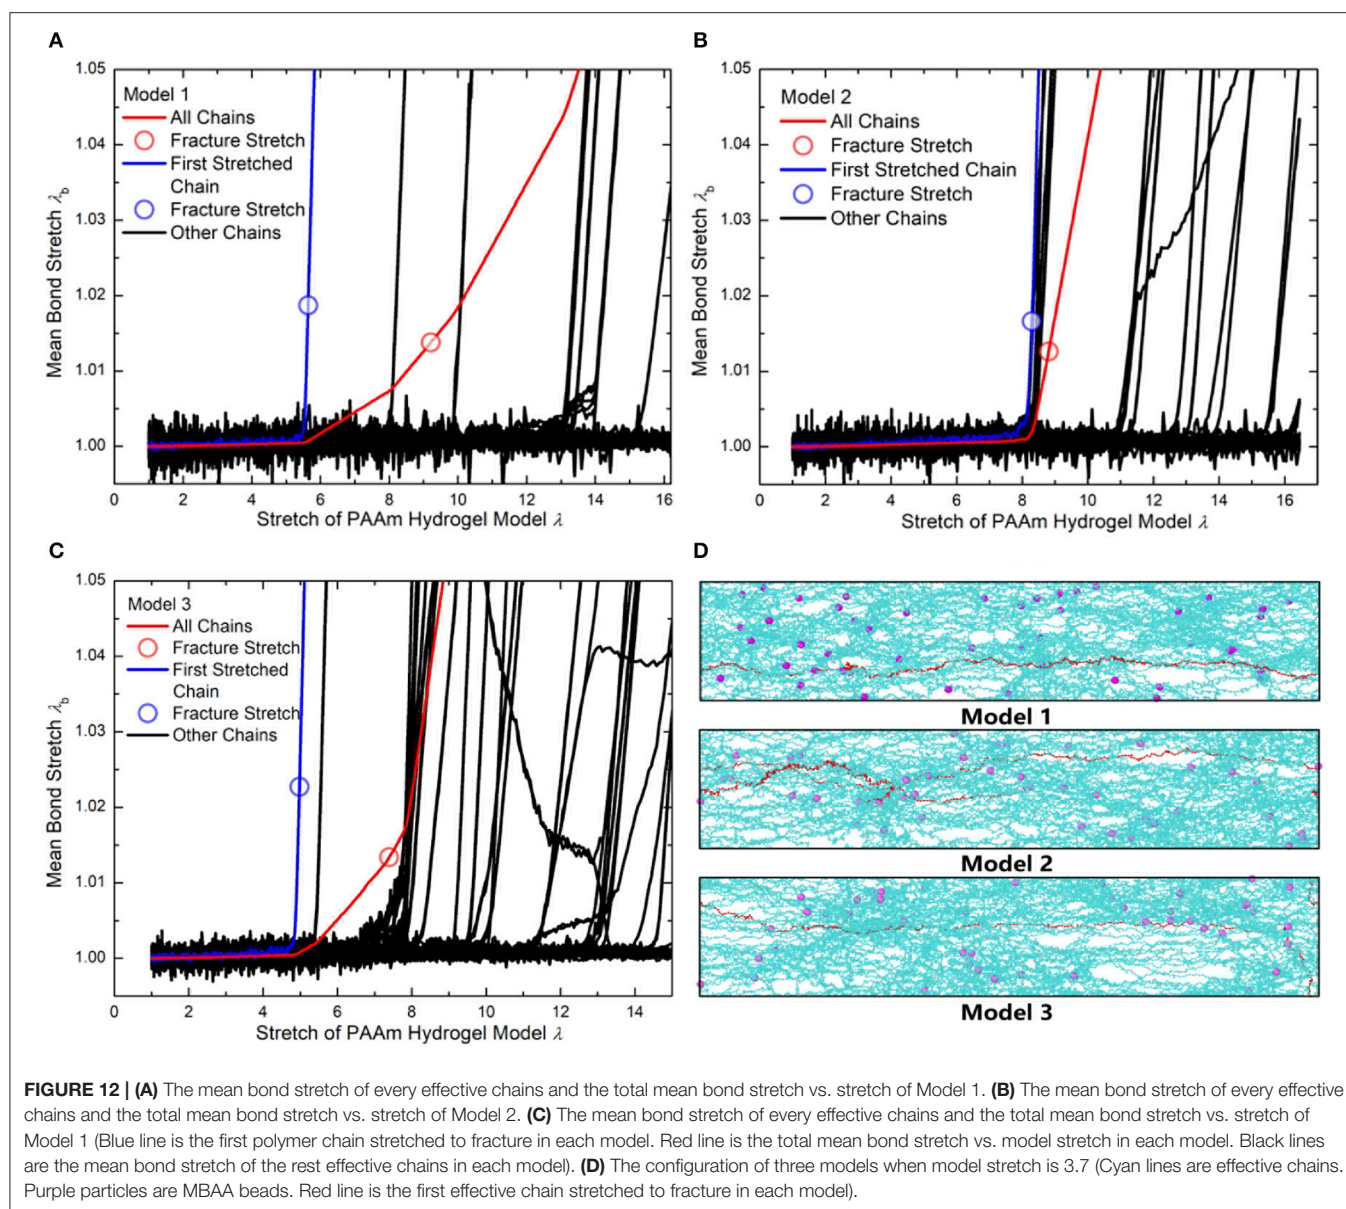 A
1.05
1.04
1.03
1.02
1.01
1.00
Mean Bond Stretch λb
Model 1
All Chains
Fracture Stretch
First Stretched
Chain
Fracture Stretch
Other Chains
0 2 4 6 8 10 12 14 16
Stretch of PAAm Hydrogel Model λ
B
1.05
1.04
1.03
1.02
1.01
1.00
Mean Bond Stretch λb
Model 2
All Chains
Fracture Stretch
First Stretched Chain
Fracture Stretch
Other Chains
0 2 4 6 8 10 12 14 16
Stretch of PAAm Hydrogel Model λ
C
1.05
1.04
1.03
1.02
1.01
1.00
Mean Bond Stretch λb
Model 3
All Chains
Fracture Stretch
First Stretched
Chain
Fracture Stretch
Other Chains
0 2 4 6 8 10 12 14
Stretch of PAAm Hydrogel Model λ
D
Model 1
Model 2
Model 3
FIGURE 12 | (A) The mean bond stretch of every effective chains and the total mean bond stretch vs. stretch of Model 1. (B) The mean bond stretch of every effective
chains and the total mean bond stretch vs. stretch of Model 2. (C) The mean bond stretch of every effective chains and the total mean bond stretch vs. stretch of
Model 1 (Blue line is the first polymer chain stretched to fracture in each model. Red line is the total mean bond stretch vs. model stretch in each model. Black lines
are the mean bond stretch of the rest effective chains in each model). (D) The configuration of three models when model stretch is 3.7 (Cyan lines are effective chains.
Purple particles are MBAA beads. Red line is the first effective chain stretched to fracture in each model).